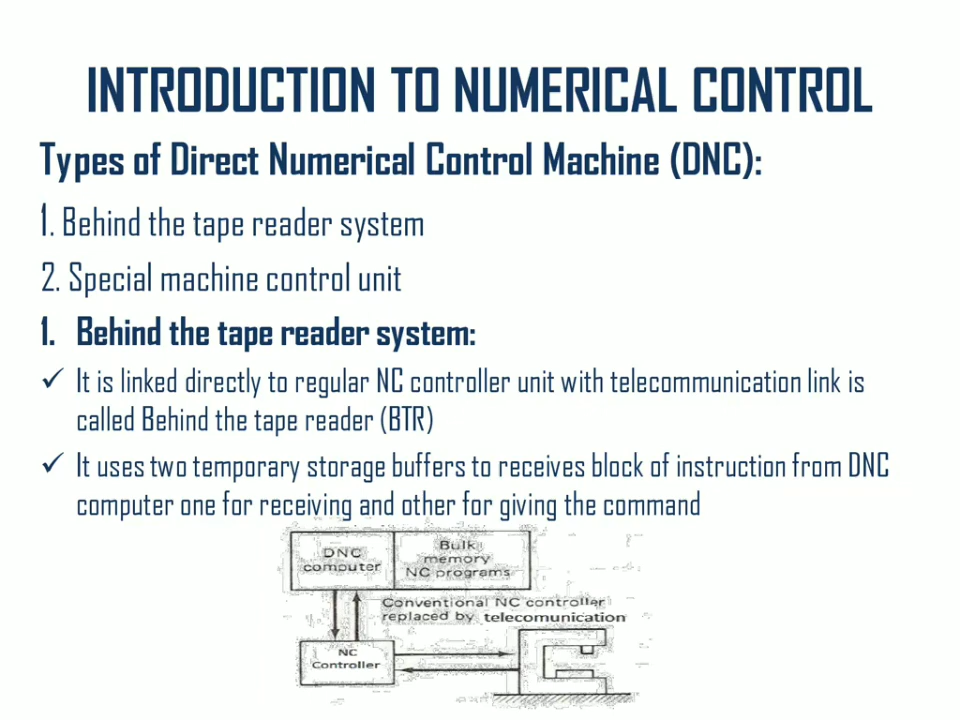 INTRODUCTION TO NUMERICAL CONTROL
Types of Direct Numerical Control Machine (DNC):
1. Behind the tape reader system
2. Special machine control unit
1. Behind the tape reader system:
✓ It is linked directly to regular NC controller unit with telecommunication link is
called Behind the tape reader (BTR)
✓ It uses two temporary storage buffers to receives block of instruction from DNC
computer one for receiving and other for giving the command
DNC
computer
Bulk
memory
NC programs
Conventional NC controller
replaced by telecomunication
NC
Controller